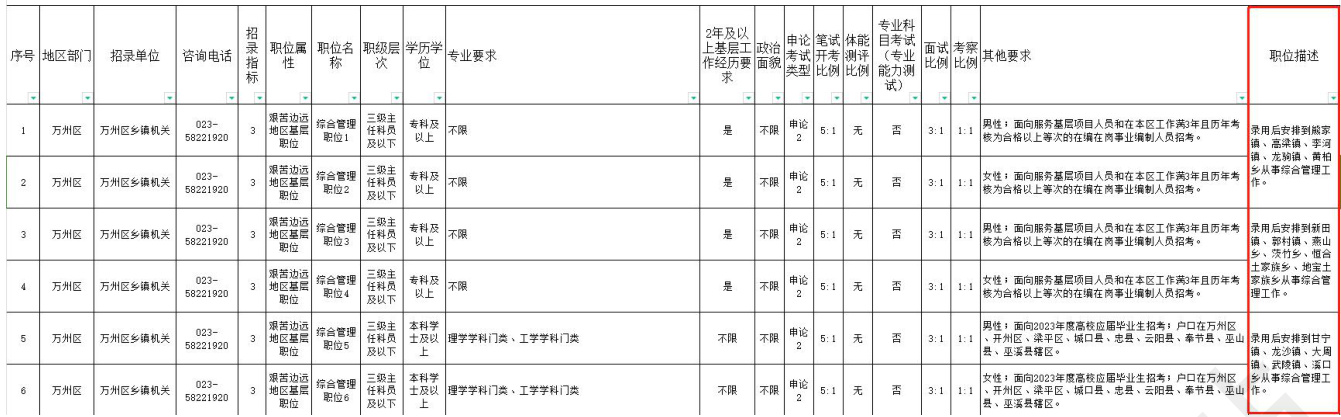 序号 地区部门 招录单位 咨询电话 招录指标 职位属性 职位名称 职级层次 学历学位 专业要求 2年及以上基层工作经历要求 政治面貌 申论考试类型 笔试开考比例 体能测评比例 专业科目考试（专业能力测试） 面试比例 考察比例 其他要求 职位描述
1 万州区 万州区乡镇机关 023-58221920 3 艰苦边远地区基层职位 综合管理职位1 三级主任科员及以下 专科及以上 不限 是 不限 申论2 5:1 无 否 3:1 1:1 男性；面向服务基层项目人员和在本区工作满3年且历年考核为合格以上等次的在编在岗事业编制人员招考。 录用后安排到熊家镇、高梁镇、李河镇、龙驹镇、黄柏乡从事综合管理工作。
2 万州区 万州区乡镇机关 023-58221920 3 艰苦边远地区基层职位 综合管理职位2 三级主任科员及以下 专科及以上 不限 是 不限 申论2 5:1 无 否 3:1 1:1 女性；面向服务基层项目人员和在本区工作满3年且历年考核为合格以上等次的在编在岗事业编制人员招考。
3 万州区 万州区乡镇机关 023-58221920 3 艰苦边远地区基层职位 综合管理职位3 三级主任科员及以下 专科及以上 不限 是 不限 申论2 5:1 无 否 3:1 1:1 男性；面向服务基层项目人员和在本区工作满3年且历年考核为合格以上等次的在编在岗事业编制人员招考。 录用后安排到新田镇、郭村镇、燕山乡、茨竹乡、恒合土家族乡、地宝土家族乡从事综合管理工作。
4 万州区 万州区乡镇机关 023-58221920 3 艰苦边远地区基层职位 综合管理职位4 三级主任科员及以下 专科及以上 不限 是 不限 申论2 5:1 无 否 3:1 1:1 女性；面向服务基层项目人员和在本区工作满3年且历年考核为合格以上等次的在编在岗事业编制人员招考。
5 万州区 万州区乡镇机关 023-58221920 3 艰苦边远地区基层职位 综合管理职位5 三级主任科员及以下 本科学士及以上 理学学科门类、工学学科门类 不限 不限 申论2 5:1 无 否 3:1 1:1 男性；面向2023年度高校应届毕业生招考；户口在万州区、开州区、梁平区、城口县、忠县、云阳县、奉节县、巫山县、巫溪县辖区。 录用后安排到甘宁镇、龙沙镇、大周镇、武陵镇、溪口乡从事综合管理工作。
6 万州区 万州区乡镇机关 023-58221920 3 艰苦边远地区基层职位 综合管理职位6 三级主任科员及以下 本科学士及以上 理学学科门类、工学学科门类 不限 不限 申论2 5:1 无 否 3:1 1:1 女性；面向2023年度高校应届毕业生招考；户口在万州区、开州区、梁平区、城口县、忠县、云阳县、奉节县、巫山县、巫溪县辖区。